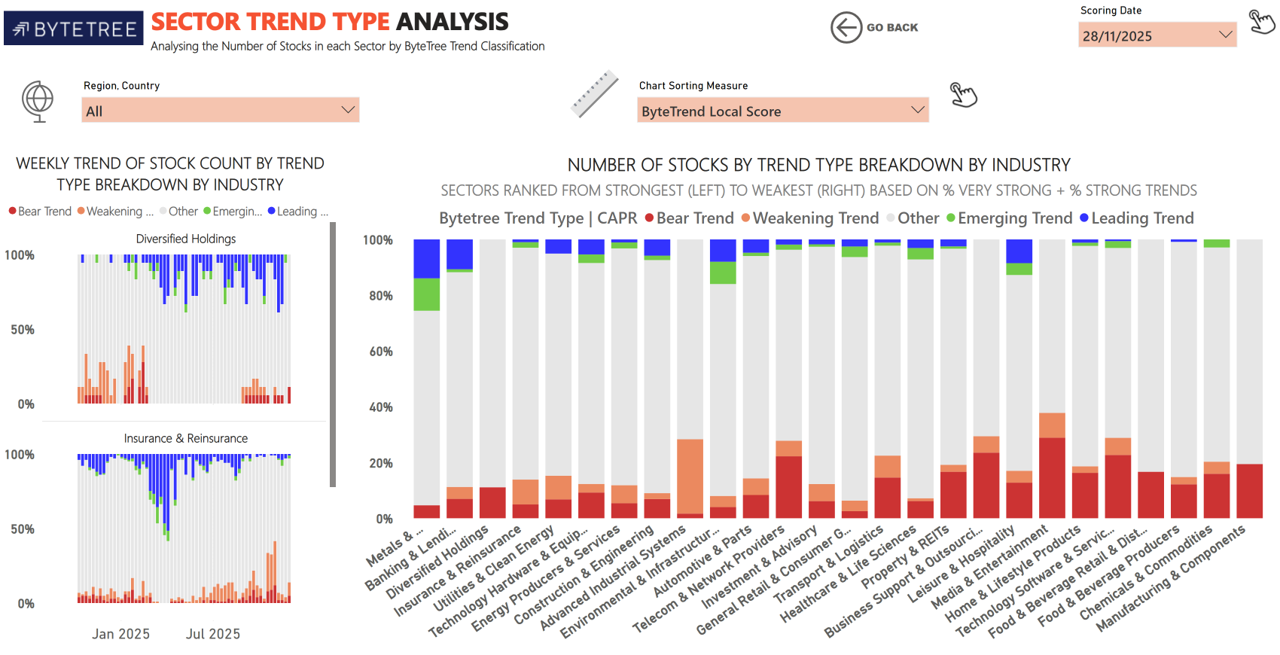 BYTETREE
SECTOR TREND TYPE ANALYSIS
Analysing the Number of Stocks in each Sector by ByteTree Trend Classification
GO BACK
Scoring Date
28/11/2025
Region, Country
All
Chart Sorting Measure
ByteTrend Local Score
WEEKLY TREND OF STOCK COUNT BY TREND
TYPE BREAKDOWN BY INDUSTRY
Bear Trend Weakening ... Other Emergin... Leading ...
Diversified Holdings
100%
50%
0%
Insurance & Reinsurance
100%
50%
0%
Jan 2025 Jul 2025
NUMBER OF STOCKS BY TREND TYPE BREAKDOWN BY INDUSTRY
SECTORS RANKED FROM STRONGEST (LEFT) TO WEAKEST (RIGHT) BASED ON % VERY STRONG + % STRONG TRENDS
Bytetree Trend Type | CAPR Bear Trend Weakening Trend Other Emerging Trend Leading Trend
100%
80%
60%
40%
20%
0%
Metals & ...
Banking & Lendi...
Diversified Holdings
Insurance & Reinsurance
Utilities & Clean Energy
Technology Hardware & Equip...
Energy Producers & Services
Construction & Engineering
Advanced Industrial Systems
Environmental & Infrastructur...
Automotive & Parts
Telecom & Network Providers
Investment & Advisory
General Retail & Consumer G...
Transport & Logistics
Healthcare & Life Sciences
Property & REITs
Business Support & Outsourci...
Leisure & Hospitality
Media & Entertainment
Home & Lifestyle Products
Technology Software & Servic...
Food & Beverage Retail & Dist...
Food & Beverage Producers
Chemicals & Commodities
Manufacturing & Components